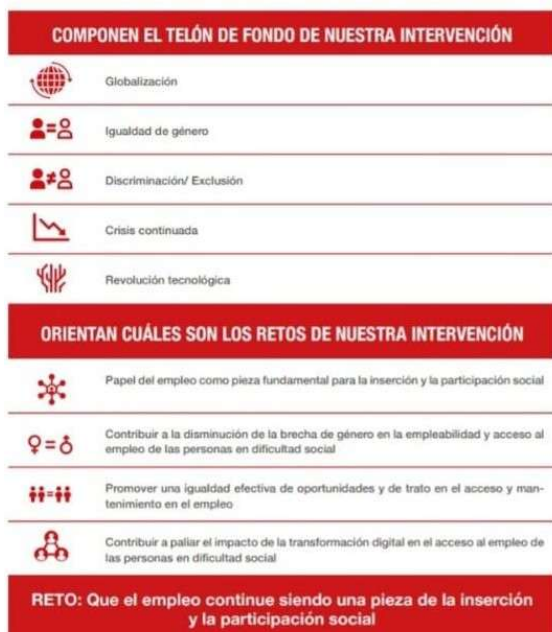 COMPONEN EL TELÓN DE FONDO DE NUESTRA INTERVENCIÓN
Globalización
Igualdad de género
Discriminación/ Exclusión
Crisis continuada
Revolución tecnológica
ORIENTAN CUÁLES SON LOS RETOS DE NUESTRA INTERVENCIÓN
Papel del empleo como pieza fundamental para la inserción y la participación social
Contribuir a la disminución de la brecha de género en la empleabilidad y acceso al
empleo de las personas en dificultad social
Promover una igualdad efectiva de oportunidades y de trato en el acceso y man-
tenimiento en el empleo
Contribuir a paliar el impacto de la transformación digital en el acceso al empleo de
las personas en dificultad social
RETO: Que el empleo continue siendo una pieza de la inserción
y la participación social